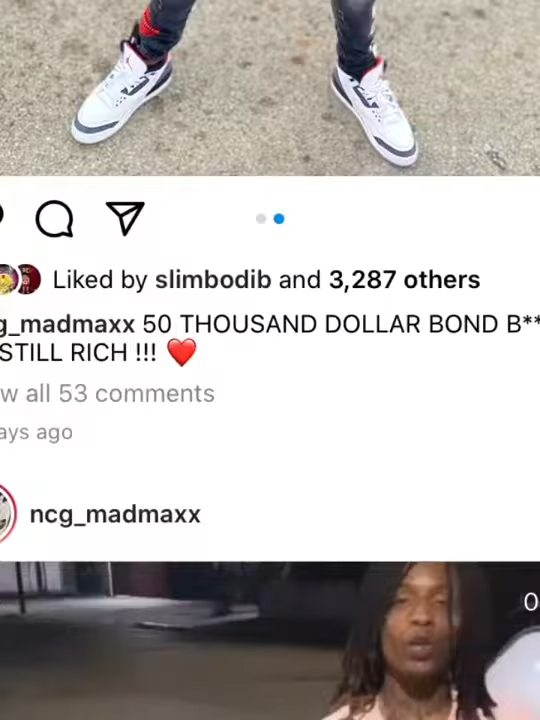 Liked by slimbodib and 3,287 others
g_madmaxx 50 THOUSAND DOLLAR BOND B**
STILL RICH !!! ❤️
w all 53 comments
ays ago
ncg_madmaxx
0